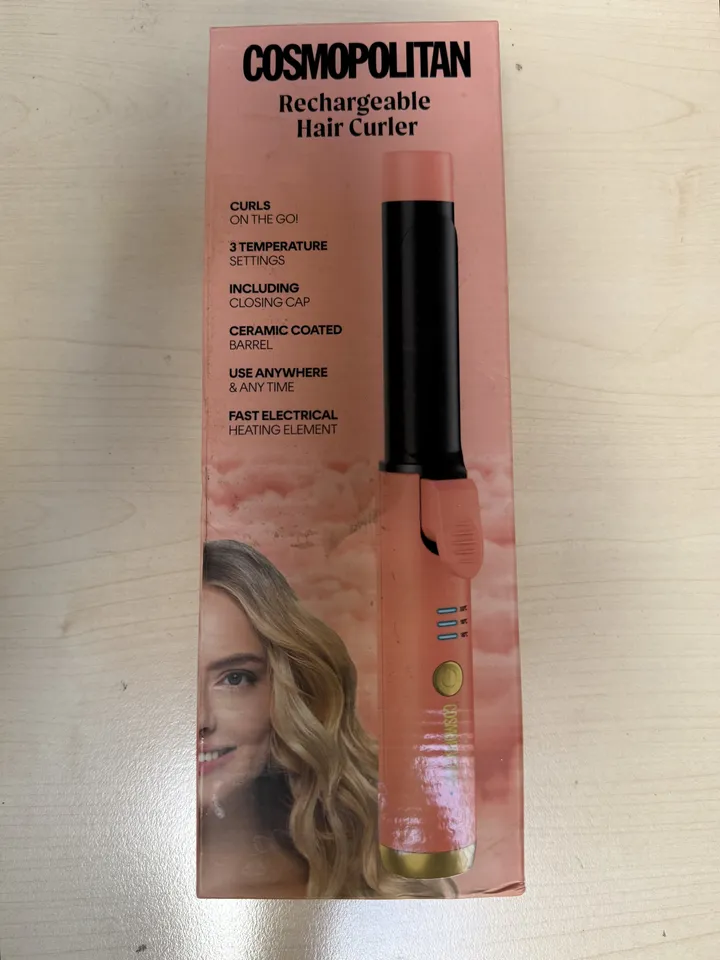 COSMOPOLITAN
Rechargeable
Hair Curler
CURLS
ON THE GO!
3 TEMPERATURE
SETTINGS
INCLUDING
CLOSING CAP
CERAMIC COATED
BARREL
USE ANYWHERE
& ANY TIME
FAST ELECTRICAL
HEATING ELEMENT